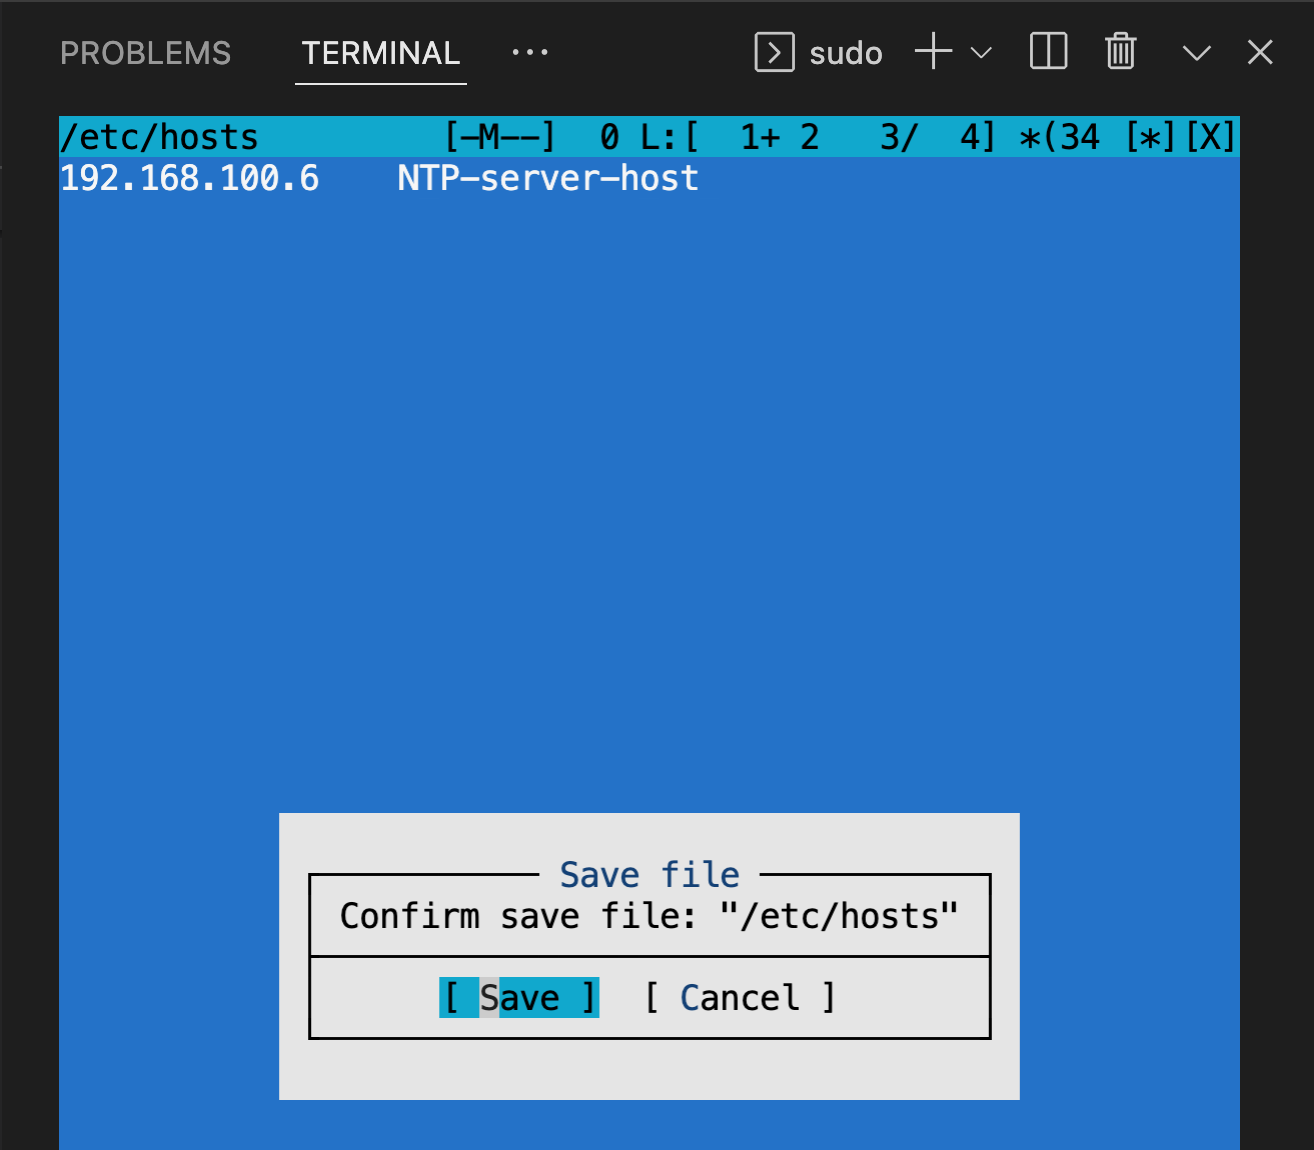 PROBLEMS TERMINAL ... sudo
/etc/hosts [-M--] 0 L:[ 1+ 2 3/ 4] *(34 [*][X]
192.168.100.6 NTP-server-host
Save file
Confirm save file: "/etc/hosts"
[ Save ] [ Cancel ]